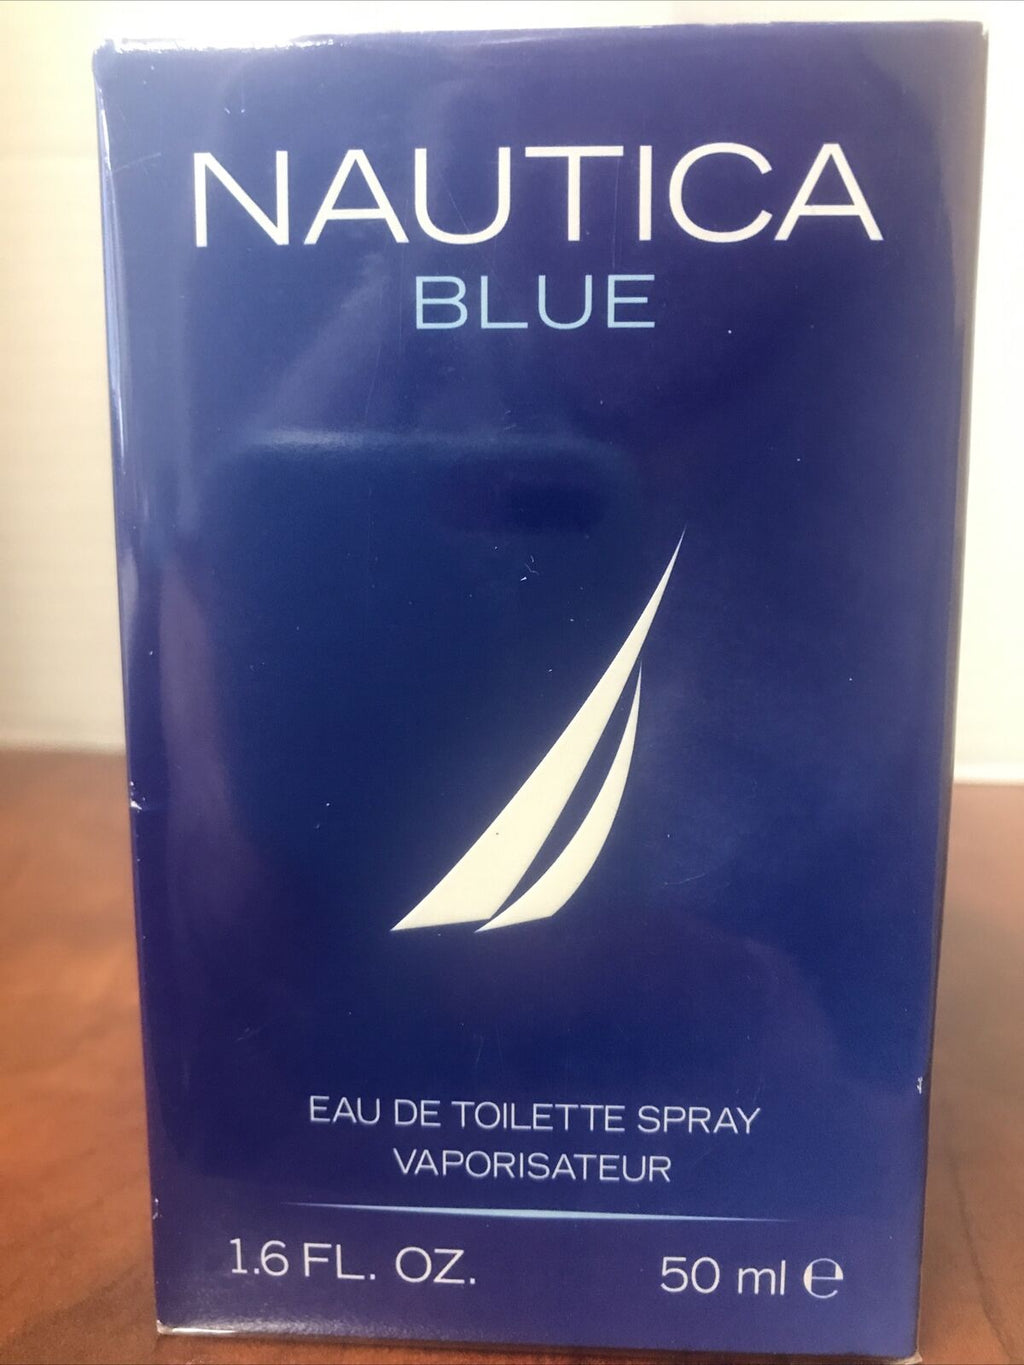 NAUTICA
BLUE
EAU DE TOILETTE SPRAY
VAPORISATEUR
1.6 FL. OZ. 50 ml ℮